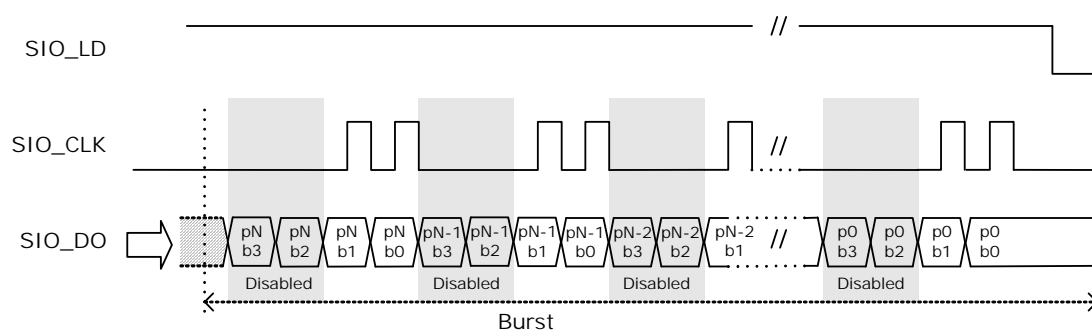 SIO_LD
//
SIO_CLK
//
SIO_DO
pN pN pN pN pN-1 pN-1 pN-1 pN-1 pN-2 pN-2 pN-2 // p0 p0 p0 p0
b3 b2 b1 b0 b3 b2 b1 b0 b3 b2 b1 b3 b2 b1 b0
Disabled Disabled Disabled Disabled
Burst